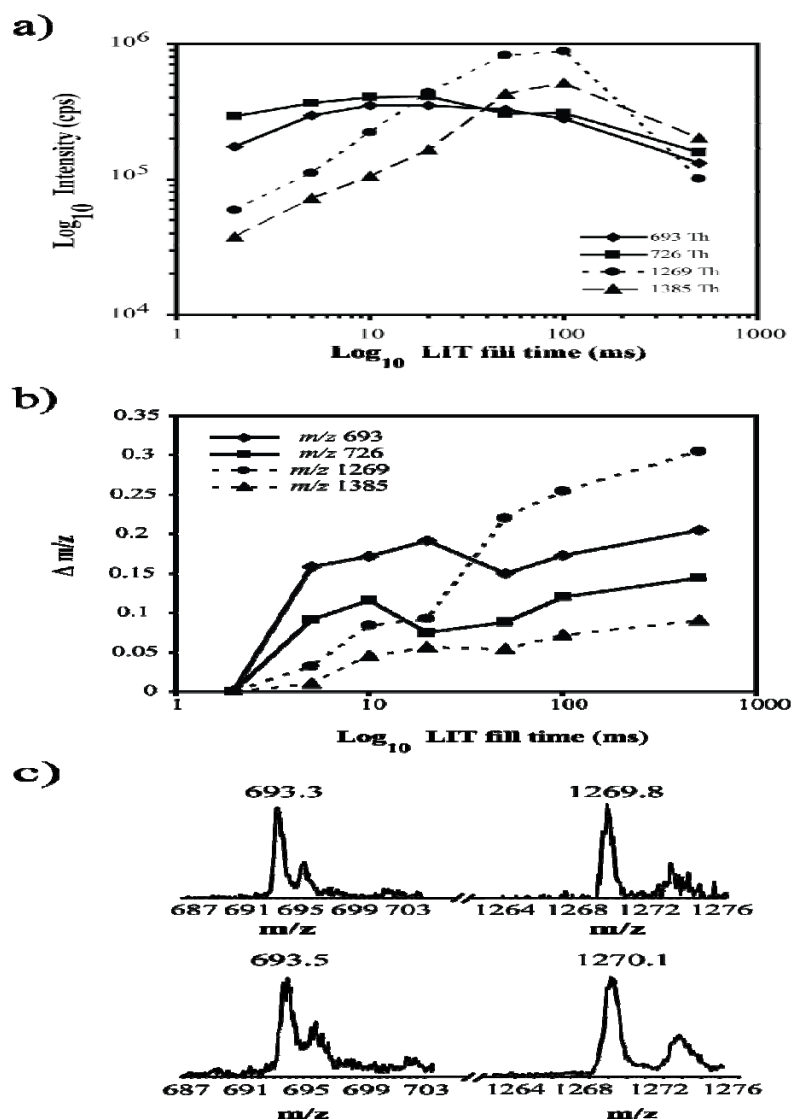 a)
10⁶
10⁵
10⁴
Log₁₀ Intensity (cps)
693 Th
726 Th
1269 Th
1385 Th
1 10 100 1000
Log₁₀ LIT fill time (ms)
b)
0.35
0.3
0.25
0.2
0.15
0.1
0.05
0
Δ m/z
m/z 693
m/z 726
m/z 1269
m/z 1385
1 10 100 1000
Log₁₀ LIT fill time (ms)
c)
693.3 1269.8
687 691 695 699 703 1264 1268 1272 1276
m/z m/z
693.5 1270.1
687 691 695 699 703 1264 1268 1272 1276
m/z m/z